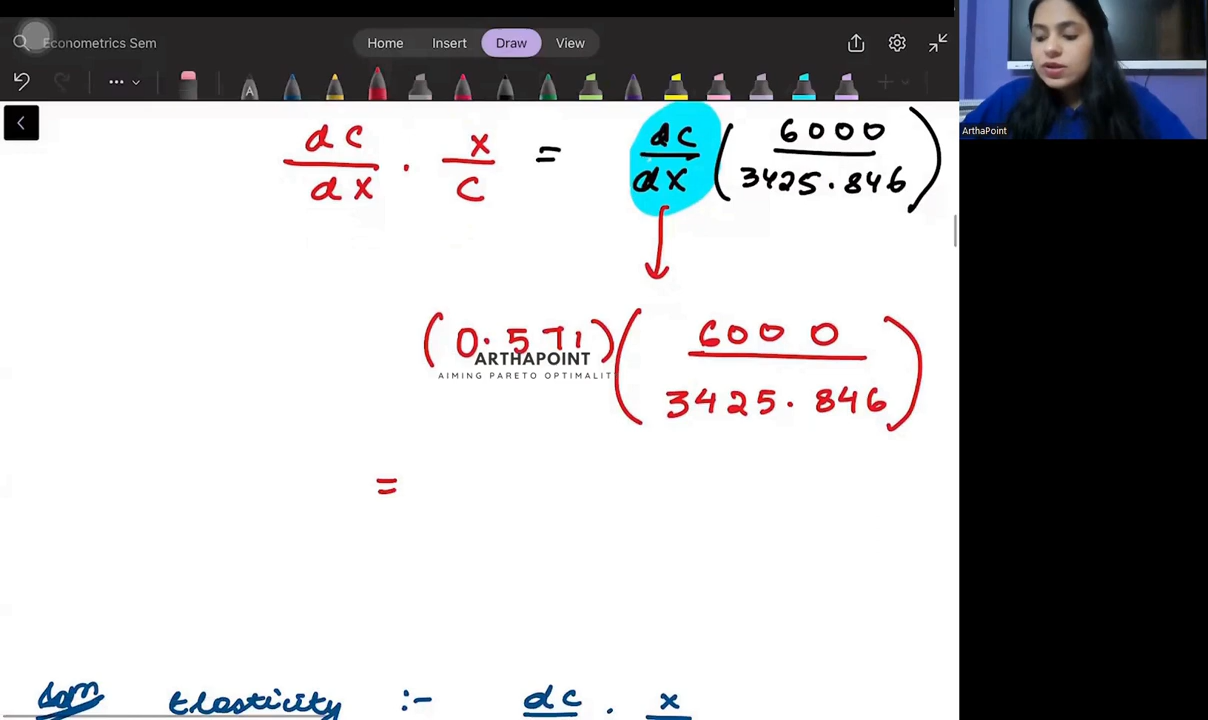 Econometrics Sem
Home Insert Draw View
ArthaPoint
dC/dX · X/C = dC/dX (6000/3425.846)
(0.571)(6000/3425.846)
ARTHAPOINT
AIMING PARETO OPTIMALIT
=
Sam Elasticity :- dC . X